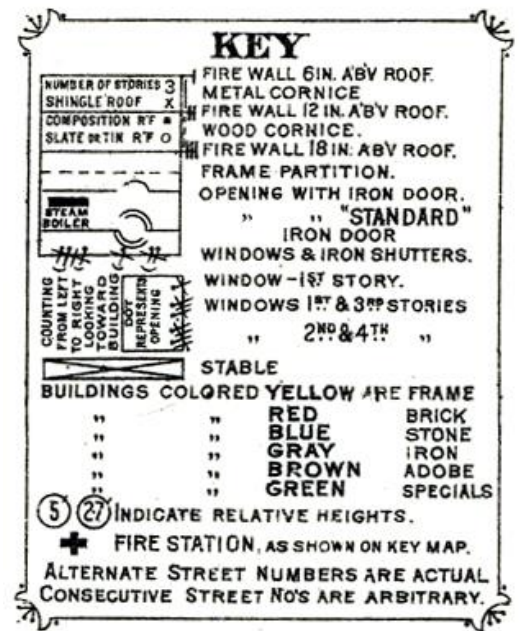 KEY
NUMBER OF STORIES 3
SHINGLE ROOF X
COMPOSITION R'F
SLATE OR TIN R'F O
STEAM
BOILER
FIRE WALL 6 IN. A'B'V ROOF.
METAL CORNICE
FIRE WALL 12 IN. A'B'V ROOF.
WOOD CORNICE.
FIRE WALL 18 IN. A'B'V ROOF.
FRAME PARTITION.
OPENING WITH IRON DOOR.
" " "STANDARD"
IRON DOOR
WINDOWS & IRON SHUTTERS.
WINDOW - 1ST STORY.
WINDOWS 1ST & 3RD STORIES
" 2ND & 4TH "
COUNTING
FROM LEFT
TO RIGHT
LOOKING
TOWARD
BUILDING
DOT
REPRESENTS
OPENING
STABLE
BUILDINGS COLORED YELLOW ARE FRAME
" " RED BRICK
" " BLUE STONE
" " GRAY IRON
" " BROWN ADOBE
" " GREEN SPECIALS
5 27 INDICATE RELATIVE HEIGHTS.
FIRE STATION, AS SHOWN ON KEY MAP.
ALTERNATE STREET NUMBERS ARE ACTUAL
CONSECUTIVE STREET NO'S ARE ARBITRARY.